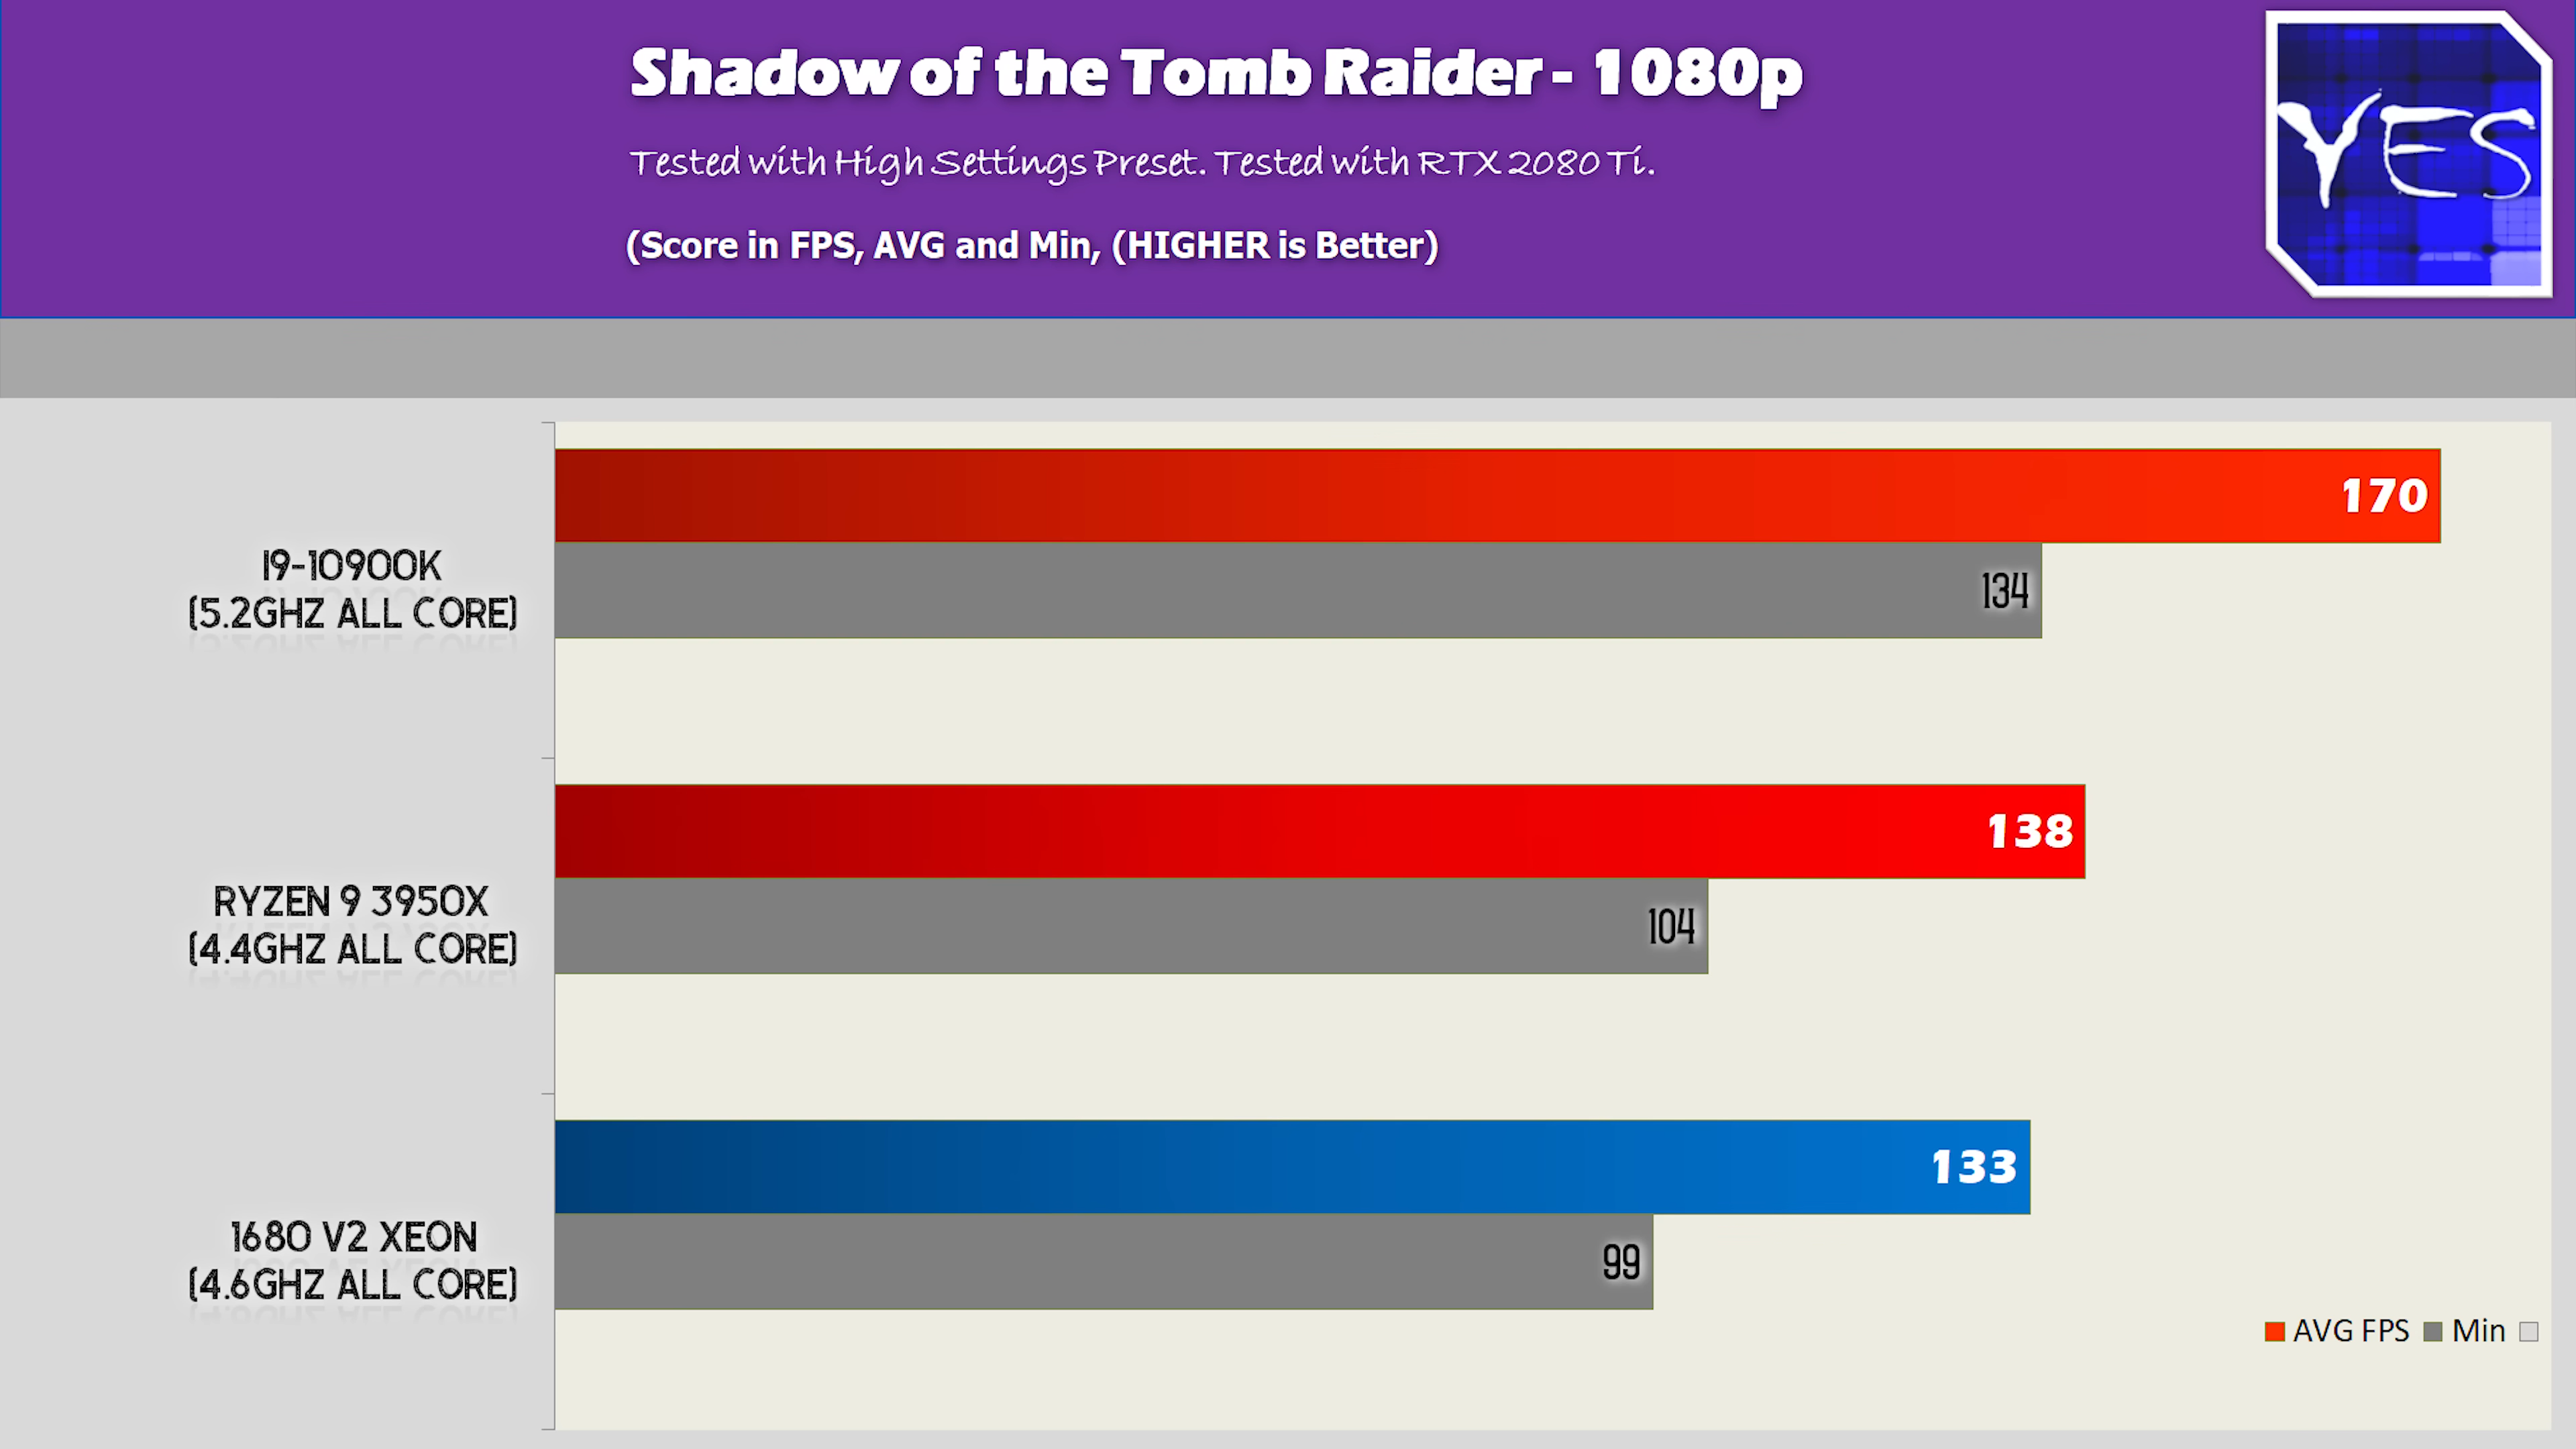 Shadow of the Tomb Raider - 1080p
YES
Tested with High Settings Preset. Tested with RTX 2080 Ti.
(Score in FPS, AVG and Min, (HIGHER is Better)
170
I9-10900K
134
(5.2GHZ ALL CORE)
138
RYZEN 9 3950X
104
(4.4GHZ ALL CORE)
133
1680 V2 XEON
99
(4.6GHZ ALL CORE)
AVG FPS Min